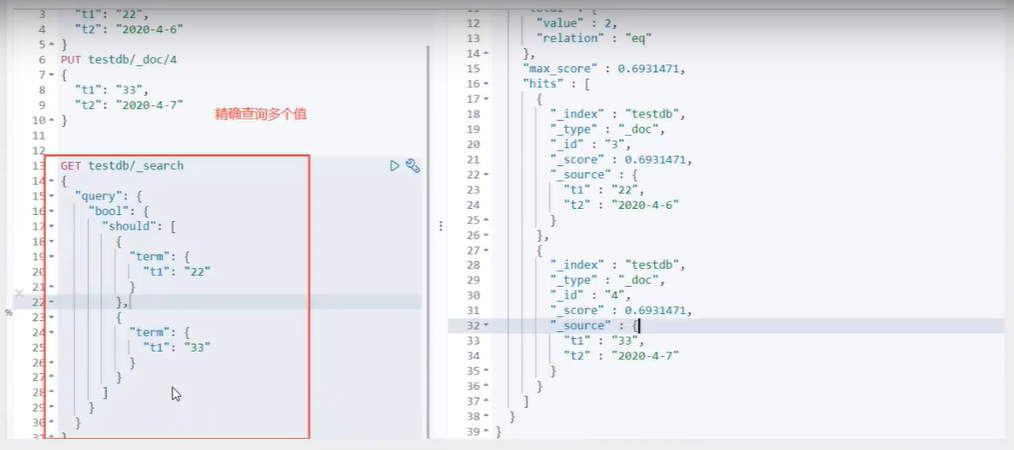 3 "t1": "22",
4 "t2": "2020-4-6"
5 }
6 PUT testdb/_doc/4
7 {
8 "t1": "33",
9 "t2": "2020-4-7"
10 }
11
12
精确查询多个值
13 GET testdb/_search
14 {
15 "query": {
16 "bool": {
17 "should": [
18 {
19 "term": {
20 "t1": "22"
21 }
22 },
23 {
24 "term": {
25 "t1": "33"
26 }
27 }
28 ]
29 }
30 }
31 }
%
11 "total" : {
12 "value" : 2,
13 "relation" : "eq"
14 },
15 "max_score" : 0.6931471,
16 "hits" : [
17 {
18 "_index" : "testdb",
19 "_type" : "_doc",
20 "_id" : "3",
21 "_score" : 0.6931471,
22 "_source" : {
23 "t1" : "22",
24 "t2" : "2020-4-6"
25 }
26 },
27 {
28 "_index" : "testdb",
29 "_type" : "_doc",
30 "_id" : "4",
31 "_score" : 0.6931471,
32 "_source" : {
33 "t1" : "33",
34 "t2" : "2020-4-7"
35 }
36 }
37 ]
38 }
39 }